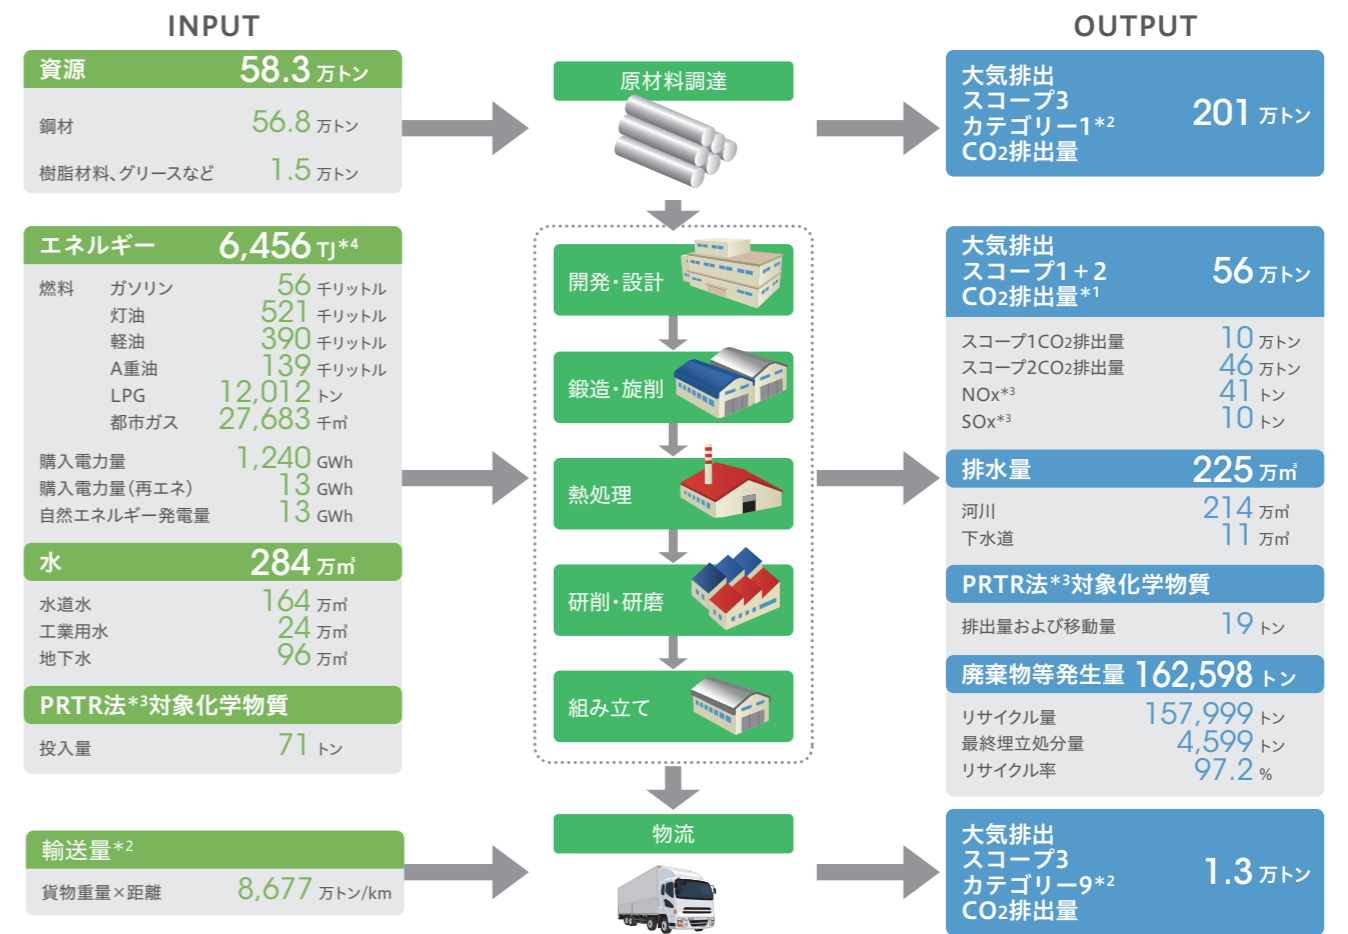 INPUT
資源 58.3 万トン
鋼材 56.8 万トン
樹脂材料、グリースなど 1.5 万トン
エネルギー 6,456 TJ*4
燃料 ガソリン 56 千リットル
灯油 521 千リットル
軽油 390 千リットル
A重油 139 千リットル
LPG 12,012 トン
都市ガス 27,683 千㎥
購入電力量 1,240 GWh
購入電力量（再エネ） 13 GWh
自然エネルギー発電量 13 GWh
水 284 万㎥
水道水 164 万㎥
工業用水 24 万㎥
地下水 96 万㎥
PRTR法*3対象化学物質
投入量 71 トン
輸送量*2
貨物重量×距離 8,677 万トン/km
原材料調達
開発・設計
鍛造・旋削
熱処理
研削・研磨
組み立て
物流
OUTPUT
大気排出
スコープ3
カテゴリー1*2
CO2排出量
201 万トン
大気排出
スコープ1＋2
CO2排出量*1
56 万トン
スコープ1CO2排出量 10 万トン
スコープ2CO2排出量 46 万トン
NOx*3 41 トン
SOx*3 10 トン
排水量 225 万㎥
河川 214 万㎥
下水道 11 万㎥
PRTR法*3対象化学物質
排出量および移動量 19 トン
廃棄物等発生量 162,598 トン
リサイクル量 157,999 トン
最終埋立処分量 4,599 トン
リサイクル率 97.2 %
大気排出
スコープ3
カテゴリー9*2
CO2排出量
1.3 万トン